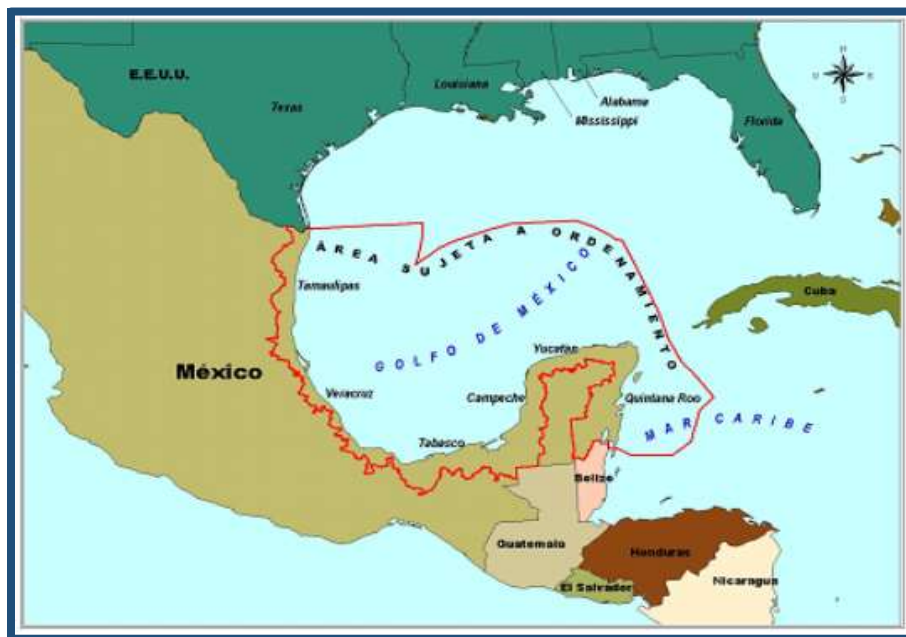 E.E.U.U.
Texas
Louisiana
Alabama
Mississippi
Florida
N
U E
S
ÁREA SUJETA A ORDENAMIENTO
Tamaulipas
GOLFO DE MÉXICO
Cuba
México
Yucatan
Veracruz
Campeche
Quintana Roo
MAR CARIBE
Tabasco
Belize
Guatemala
Honduras
El Salvador
Nicaragua